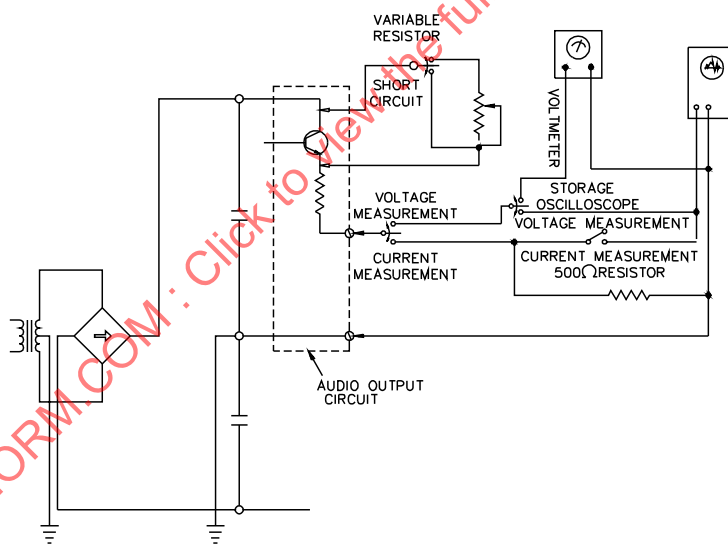 VARIABLE
RESISTOR
SHORT
CIRCUIT
VOLTMETER
STORAGE
OSCILLOSCOPE
VOLTAGE
MEASUREMENT
VOLTAGE MEASUREMENT
CURRENT
MEASUREMENT
CURRENT MEASUREMENT
500Ω RESISTOR
AUDIO OUTPUT
CIRCUIT
ORM.COM : Click to view the fu